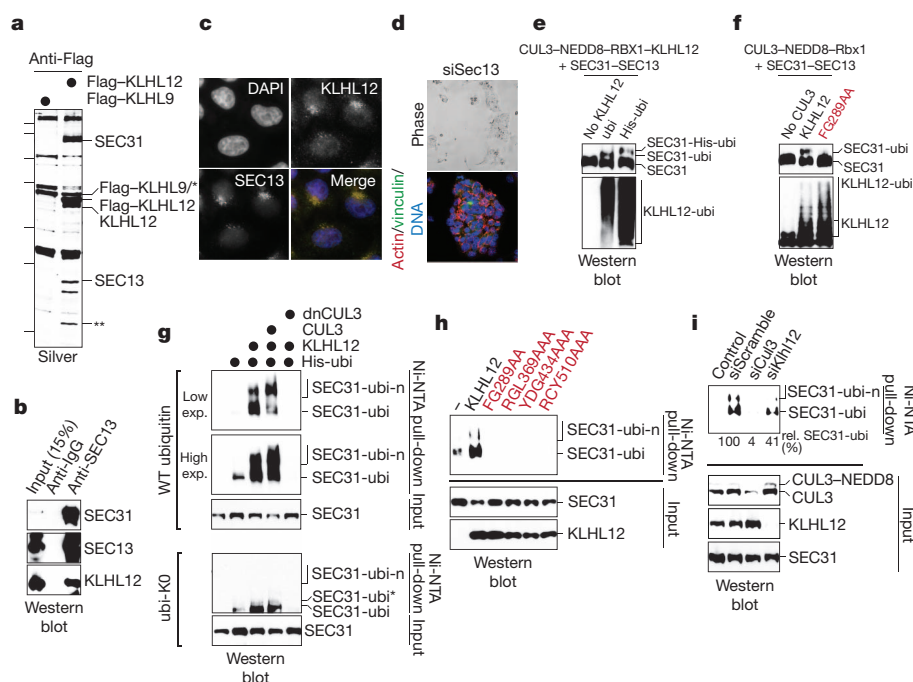 a
Anti-Flag
Flag–KLHL12
Flag–KLHL9
SEC31
Flag–KLHL9/*
Flag–KLHL12
KLHL12
SEC13
**
Silver
b
Input (15%)
Anti-IgG
Anti-SEC13
SEC31
SEC13
KLHL12
Western
blot
c
DAPI
KLHL12
SEC13
Merge
d
siSec13
Phase
Actin/vinculin/
DNA
e
CUL3–NEDD8–RBX1–KLHL12
+ SEC31–SEC13
No KLHL12
ubi
His-ubi
SEC31-His-ubi
SEC31-ubi
SEC31
KLHL12-ubi
Western
blot
f
CUL3–NEDD8–Rbx1
+ SEC31–SEC13
No CUL3
KLHL12
FG289AA
SEC31-ubi
SEC31
KLHL12-ubi
KLHL12
Western
blot
g
dnCUL3
CUL3
KLHL12
His-ubi
WT ubiquitin
Low
exp.
SEC31-ubi-n
SEC31-ubi
High
exp.
SEC31-ubi-n
SEC31-ubi
SEC31
Ni-NTA
pull-down
Input
ubi-K0
SEC31-ubi-n
SEC31-ubi*
SEC31-ubi
SEC31
Ni-NTA
pull-down
Input
Western
blot
h
–
KLHL12
FG289AA
RGL369AAA
YDG434AAA
RCY510AAA
SEC31-ubi-n
SEC31-ubi
Ni-NTA
pull-down
SEC31
KLHL12
Input
Western
blot
i
Control
siScramble
siCul3
siKlhl12
SEC31-ubi-n
SEC31-ubi
100 4 41 rel. SEC31-ubi
(%)
Ni-NTA
pull-down
CUL3–NEDD8
CUL3
KLHL12
SEC31
Input
Western
blot